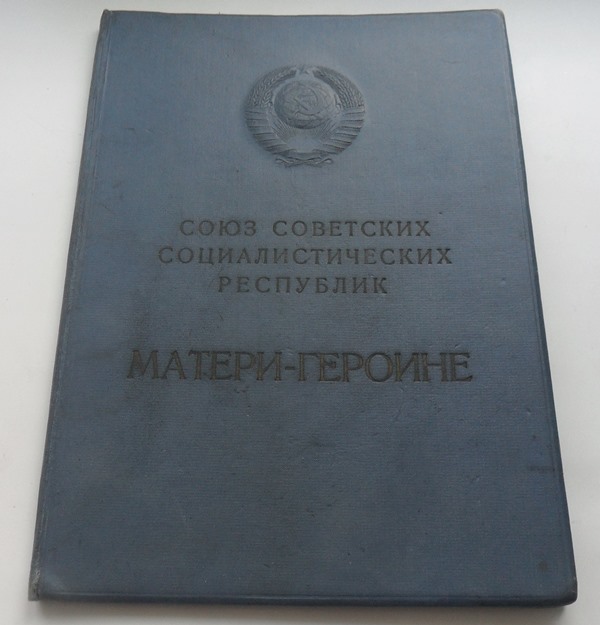 СОЮЗ СОВЕТСКИХ
СОЦИАЛИСТИЧЕСКИХ
РЕСПУБЛИК
МАТЕРИ-ГЕРОИНЕ